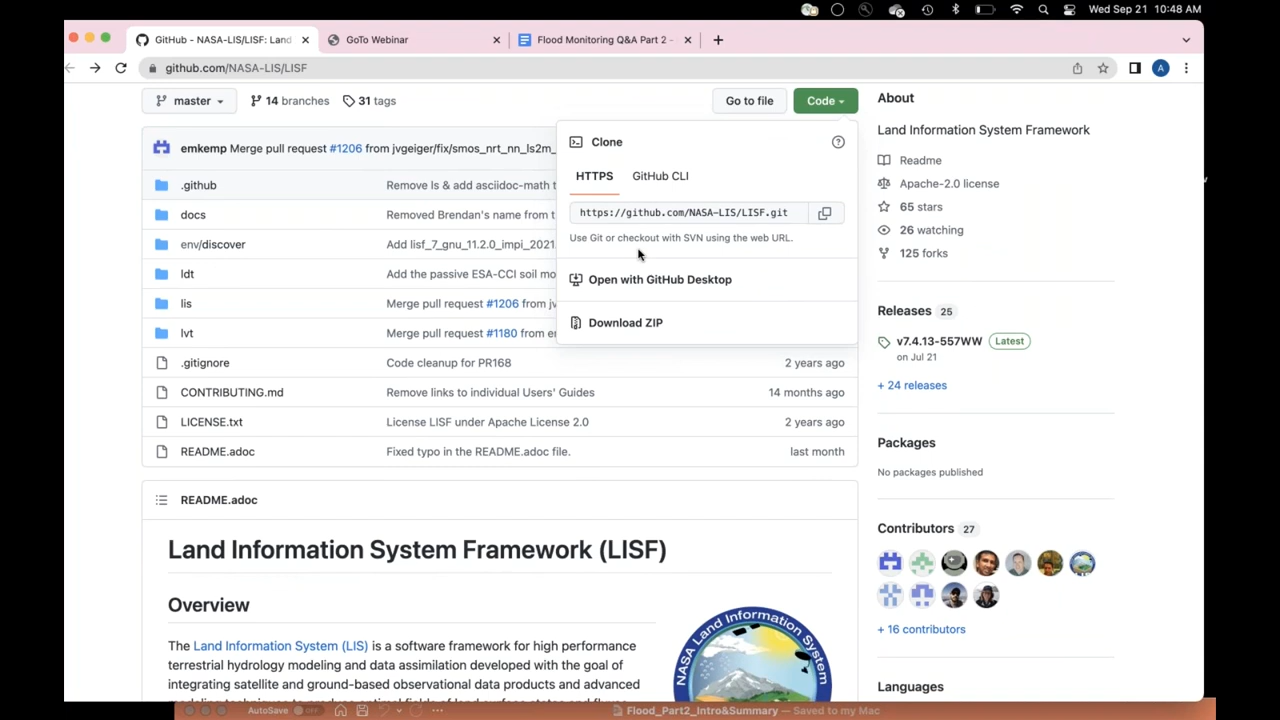 Wed Sep 21 10:48 AM
GitHub - NASA-LIS/LISF: Land
GoTo Webinar
Flood Monitoring Q&A Part 2 -
github.com/NASA-LIS/LISF
A
master
14 branches
31 tags
Go to file
Code
emkemp Merge pull request #1206 from jvgeiger/fix/smos_nrt_nn_ls2m_
.github
Remove ls & add asciidoc-math t
docs
Removed Brendan's name from t
env/discover
Add lisf_7_gnu_11.2.0_impi_2021.
ldt
Add the passive ESA-CCI soil mo
lis
Merge pull request #1206 from jv
lvt
Merge pull request #1180 from er
.gitignore
Code cleanup for PR168
2 years ago
CONTRIBUTING.md
Remove links to individual Users' Guides
14 months ago
LICENSE.txt
License LISF under Apache License 2.0
2 years ago
README.adoc
Fixed typo in the README.adoc file.
last month
Clone
HTTPS
GitHub CLI
https://github.com/NASA-LIS/LISF.git
Use Git or checkout with SVN using the web URL.
Open with GitHub Desktop
Download ZIP
README.adoc
Land Information System Framework (LISF)
Overview
The Land Information System (LIS) is a software framework for high performance
terrestrial hydrology modeling and data assimilation developed with the goal of
integrating satellite and ground-based observational data products and advanced
NASA Land Information System
About
Land Information System Framework
Readme
Apache-2.0 license
65 stars
26 watching
125 forks
Releases 25
v7.4.13-557WW Latest
on Jul 21
+ 24 releases
Packages
No packages published
Contributors 27
+ 16 contributors
Languages
AutoSave OFF
Flood_Part2_Intro&Summary — Saved to my Mac